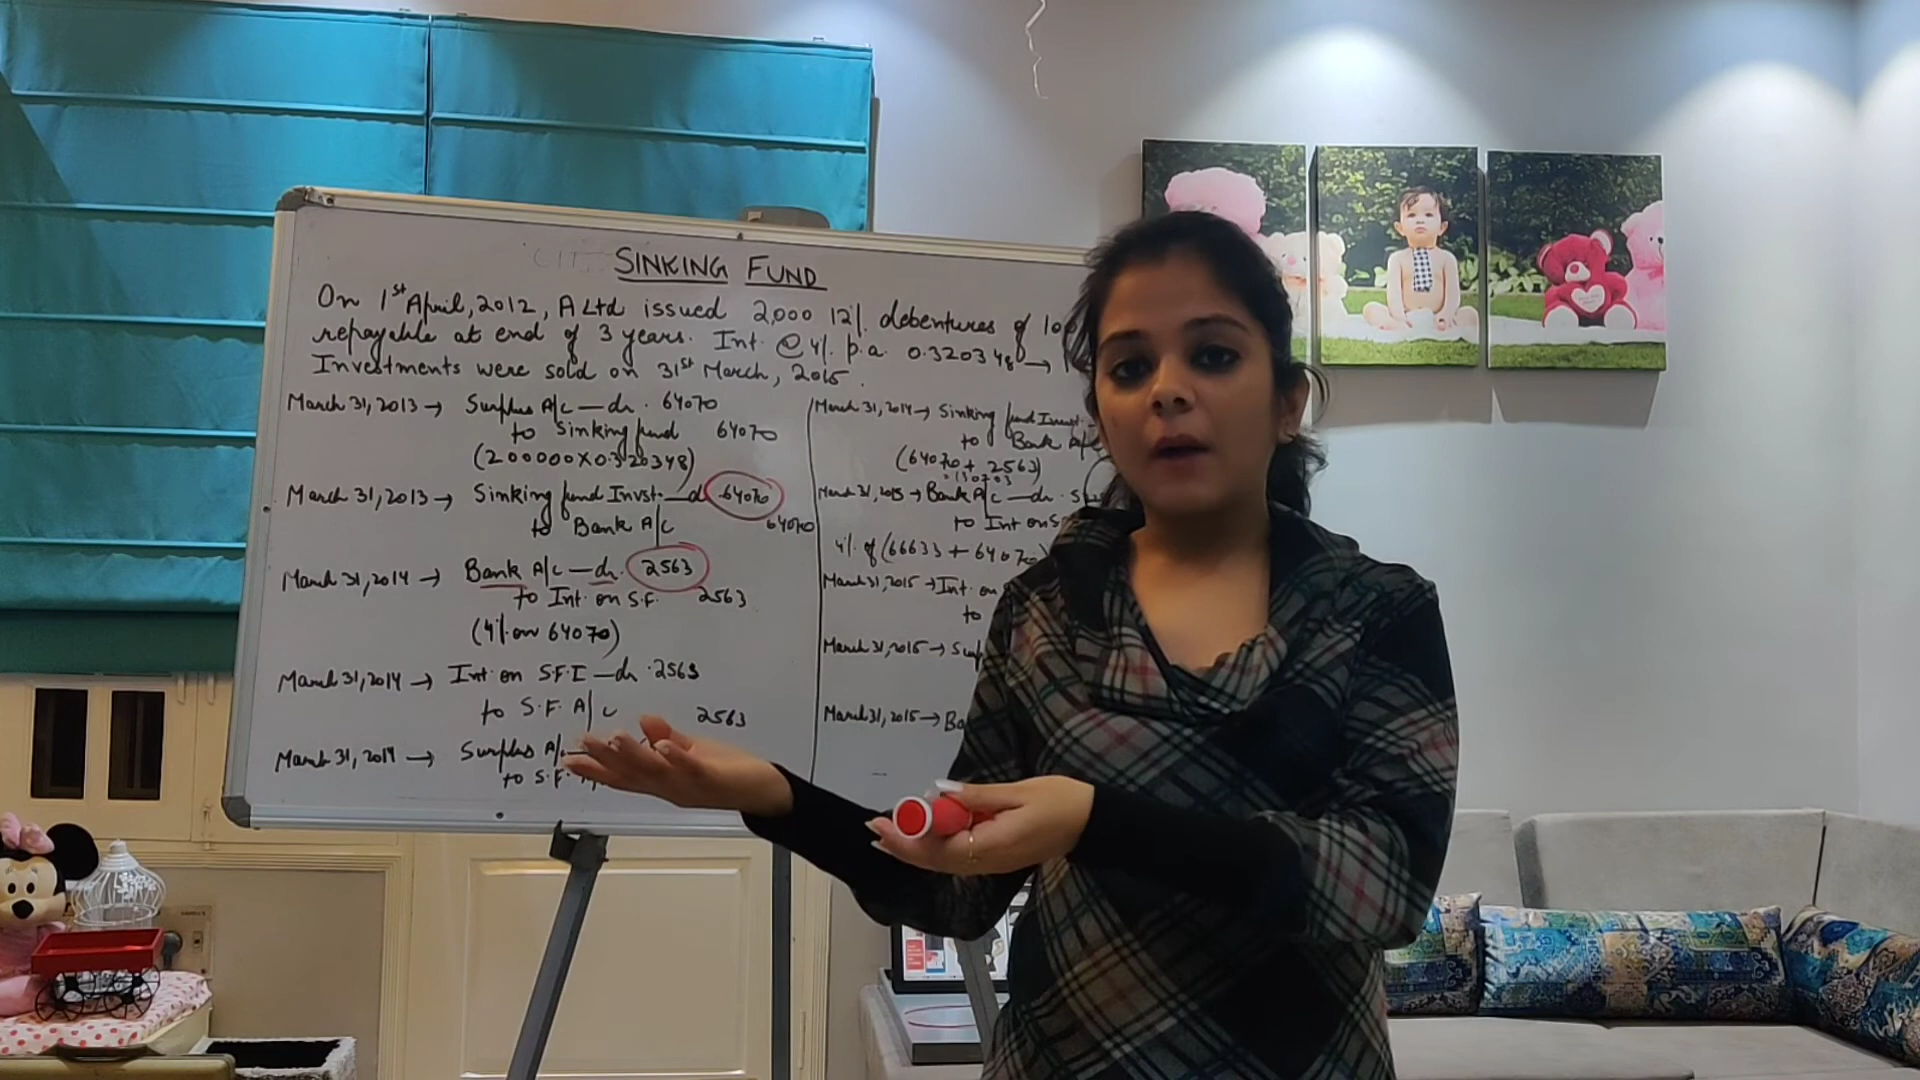 SINKING FUND
On 1st April, 2012, A Ltd issued 2,000 12% debentures of 100
repayable at end of 3 years. Int. @ 4% p.a. 0.320348 →
Investments were sold on 31st March, 2015.
March 31, 2013 → Surplus A/c — dr. 64070
to Sinking fund 64070
(200000 X 0.320348)
March 31, 2013 → Sinking fund Invst. — dr. 64070
to Bank A/c 64070
March 31, 2014 → Bank A/c — dr. 2563
to Int. on S.F. 2563
(4% on 64070)
March 31, 2014 → Int. on S.F.I — dr. 2563
to S.F. A/c 2563
March 31, 2014 → Surplus A/c
to S.F.
March 31, 2014 → Sinking fund Invst.
to Bank A/c
(64070 + 2563)
March 31, 2015 → Bank A/c — dr. 5
to Int on S
4% of (66633 + 64070)
March 31, 2015 → Int. on
to
March 31, 2015 → Surp
March 31, 2015 → Ba